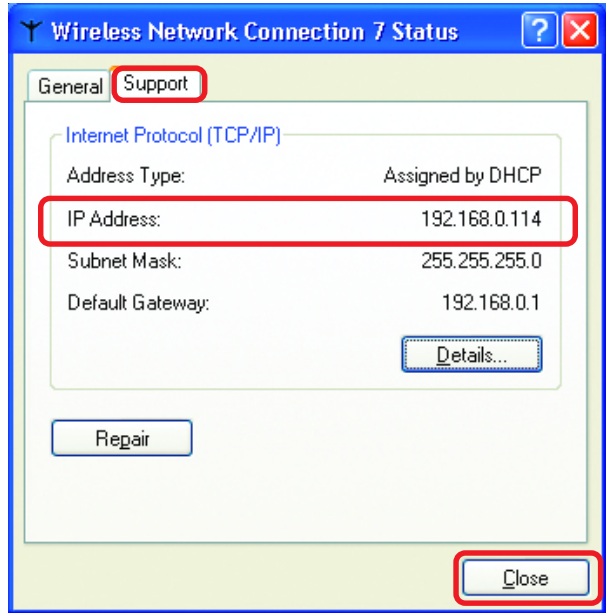 Wireless Network Connection 7 Status
General Support
Internet Protocol (TCP/IP)
Address Type: Assigned by DHCP
IP Address: 192.168.0.114
Subnet Mask: 255.255.255.0
Default Gateway: 192.168.0.1
Details...
Repair
Close